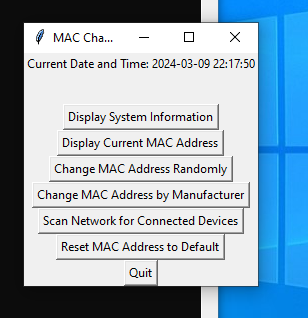 MAC Cha...
Current Date and Time: 2024-03-09 22:17:50
Display System Information
Display Current MAC Address
Change MAC Address Randomly
Change MAC Address by Manufacturer
Scan Network for Connected Devices
Reset MAC Address to Default
Quit